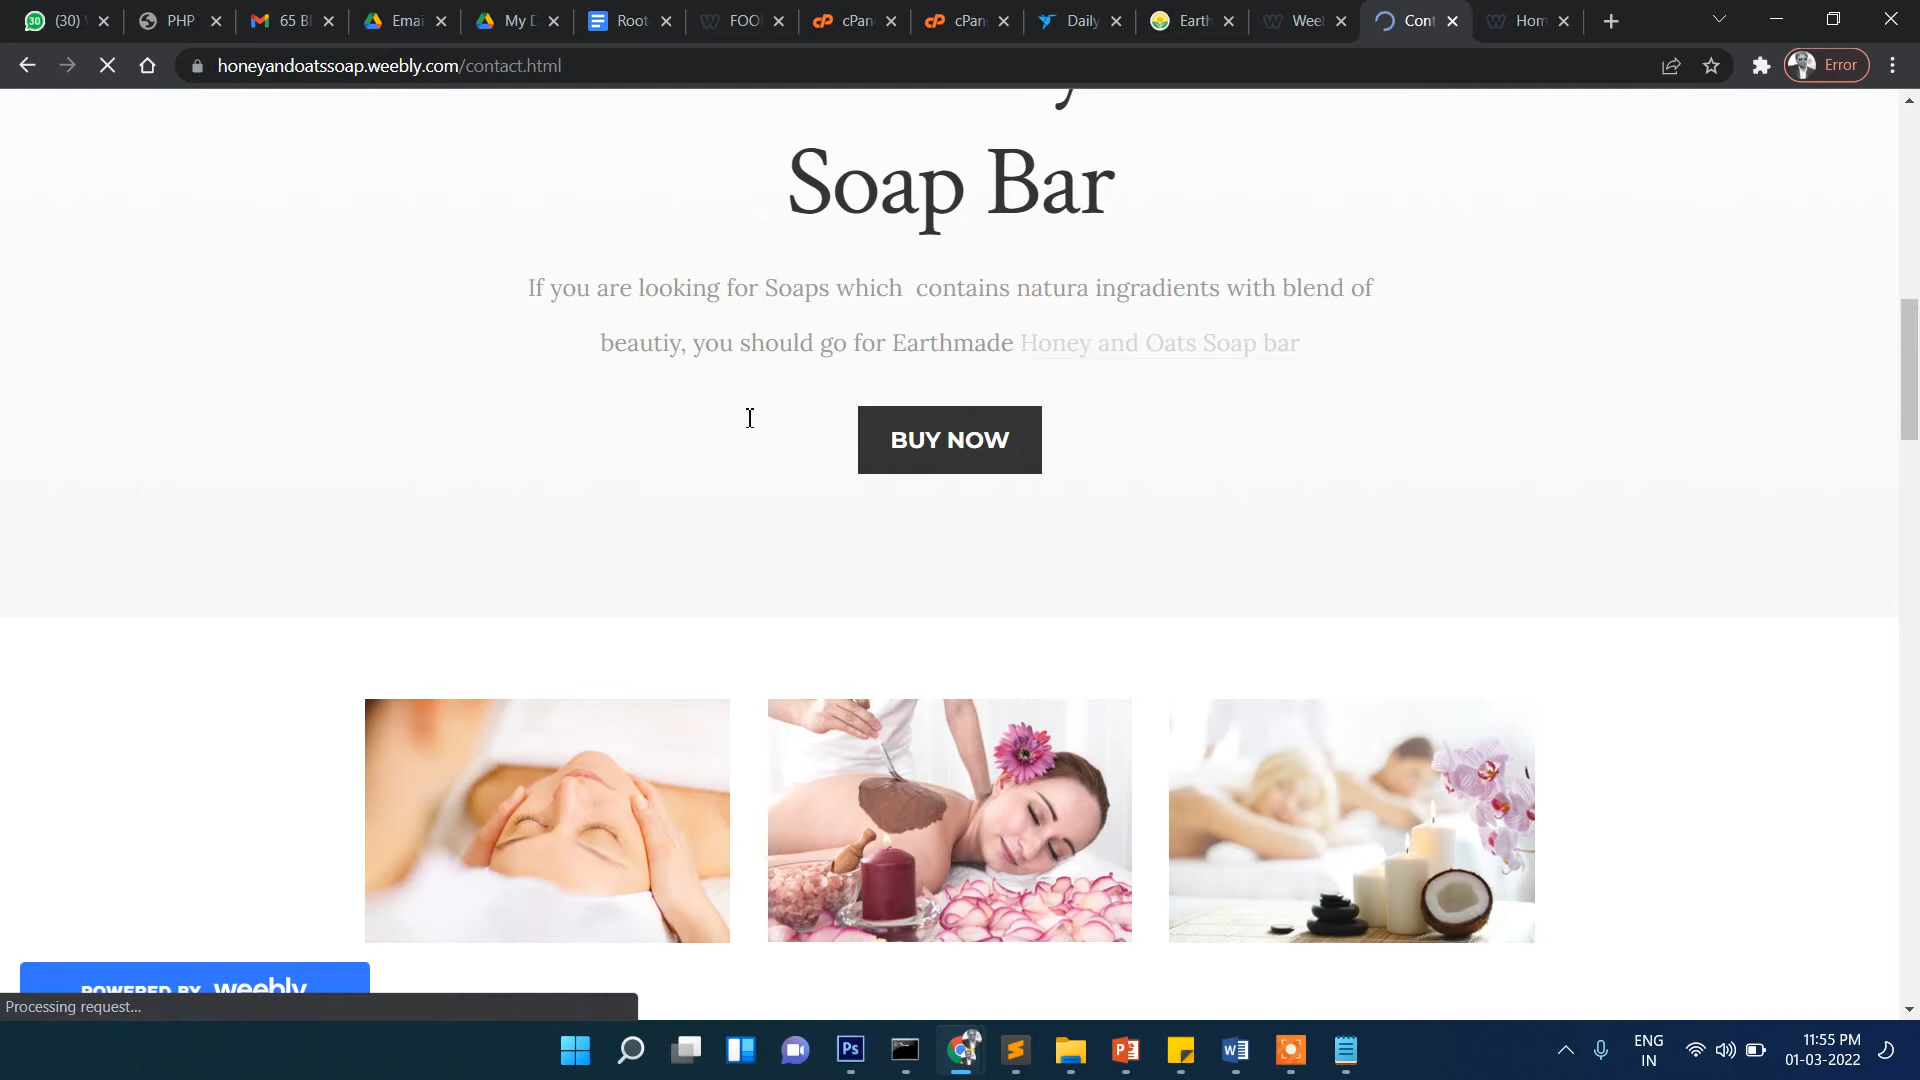 (30)
PHP
65 B
Emai
My D
Root
FOO
cPan
cPan
Daily
Earth
Weel
Cont
Hom
honeyandoatssoap.weebly.com/contact.html
Error
Soap Bar
If you are looking for Soaps which  contains natura ingredients with blend of
beautiy, you should go for Earthmade Honey and Oats Soap bar
BUY NOW
POWERED BY weebly
Processing request...
ENG
IN
11:55 PM
01-03-2022